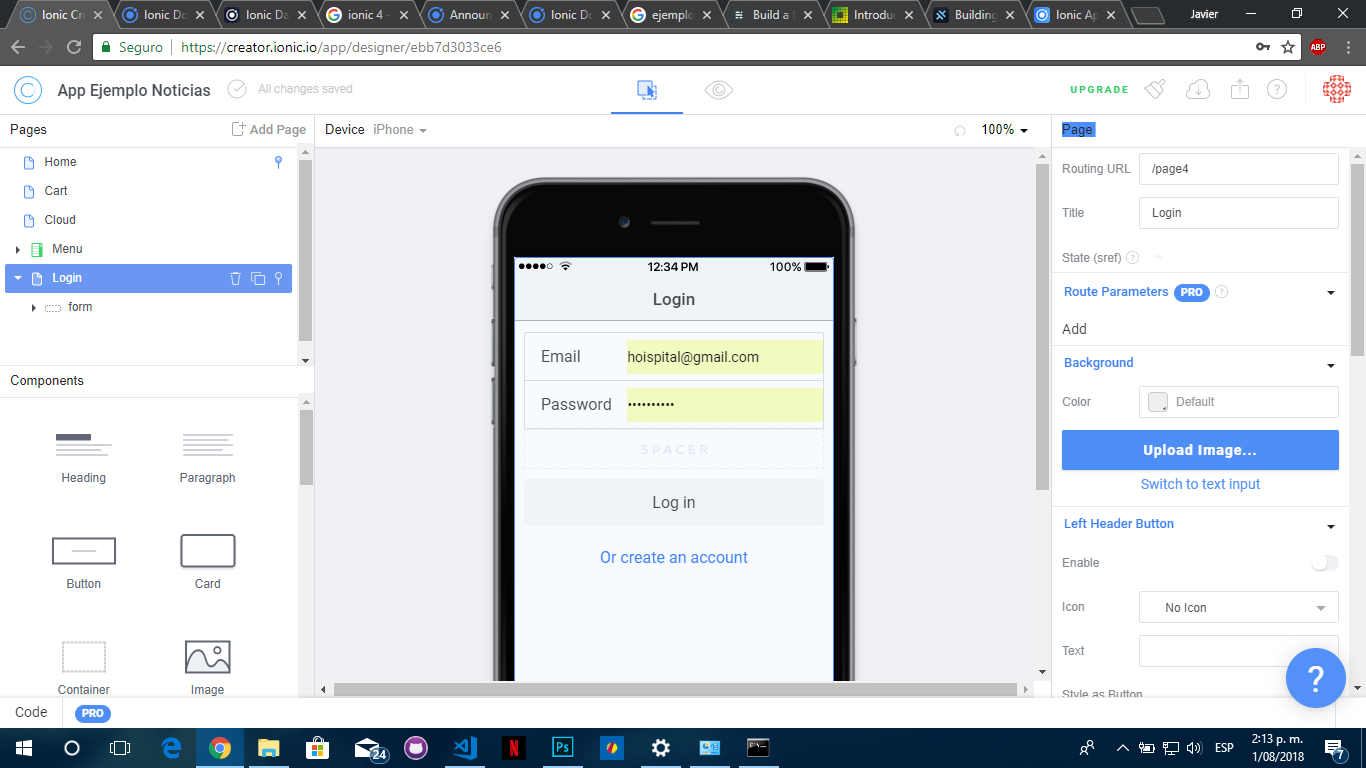 Ionic Cr
Ionic Do
Ionic Da
ionic 4 -
Announ
Ionic Do
ejemplo
Build a
Introduc
Building
Ionic Ap
Javier
Seguro
https://creator.ionic.io/app/designer/ebb7d3033ce6
ABP
App Ejemplo Noticias
All changes saved
UPGRADE
Pages
Add Page
Device
iPhone
100%
Page
Home
Cart
Cloud
Menu
Login
form
Components
Heading
Paragraph
Button
Card
Container
Image
12:34 PM
100%
Login
Email
hoispital@gmail.com
Password
••••••••••
SPACER
Log in
Or create an account
Routing URL
/page4
Title
Login
State (sref)
?
Route Parameters
PRO
?
Add
Background
Color
Default
Upload Image...
Switch to text input
Left Header Button
Enable
Icon
No Icon
Text
Style as Button
?
Code
PRO
24
N
Ps
ESP
2:13 p. m.
1/08/2018
7